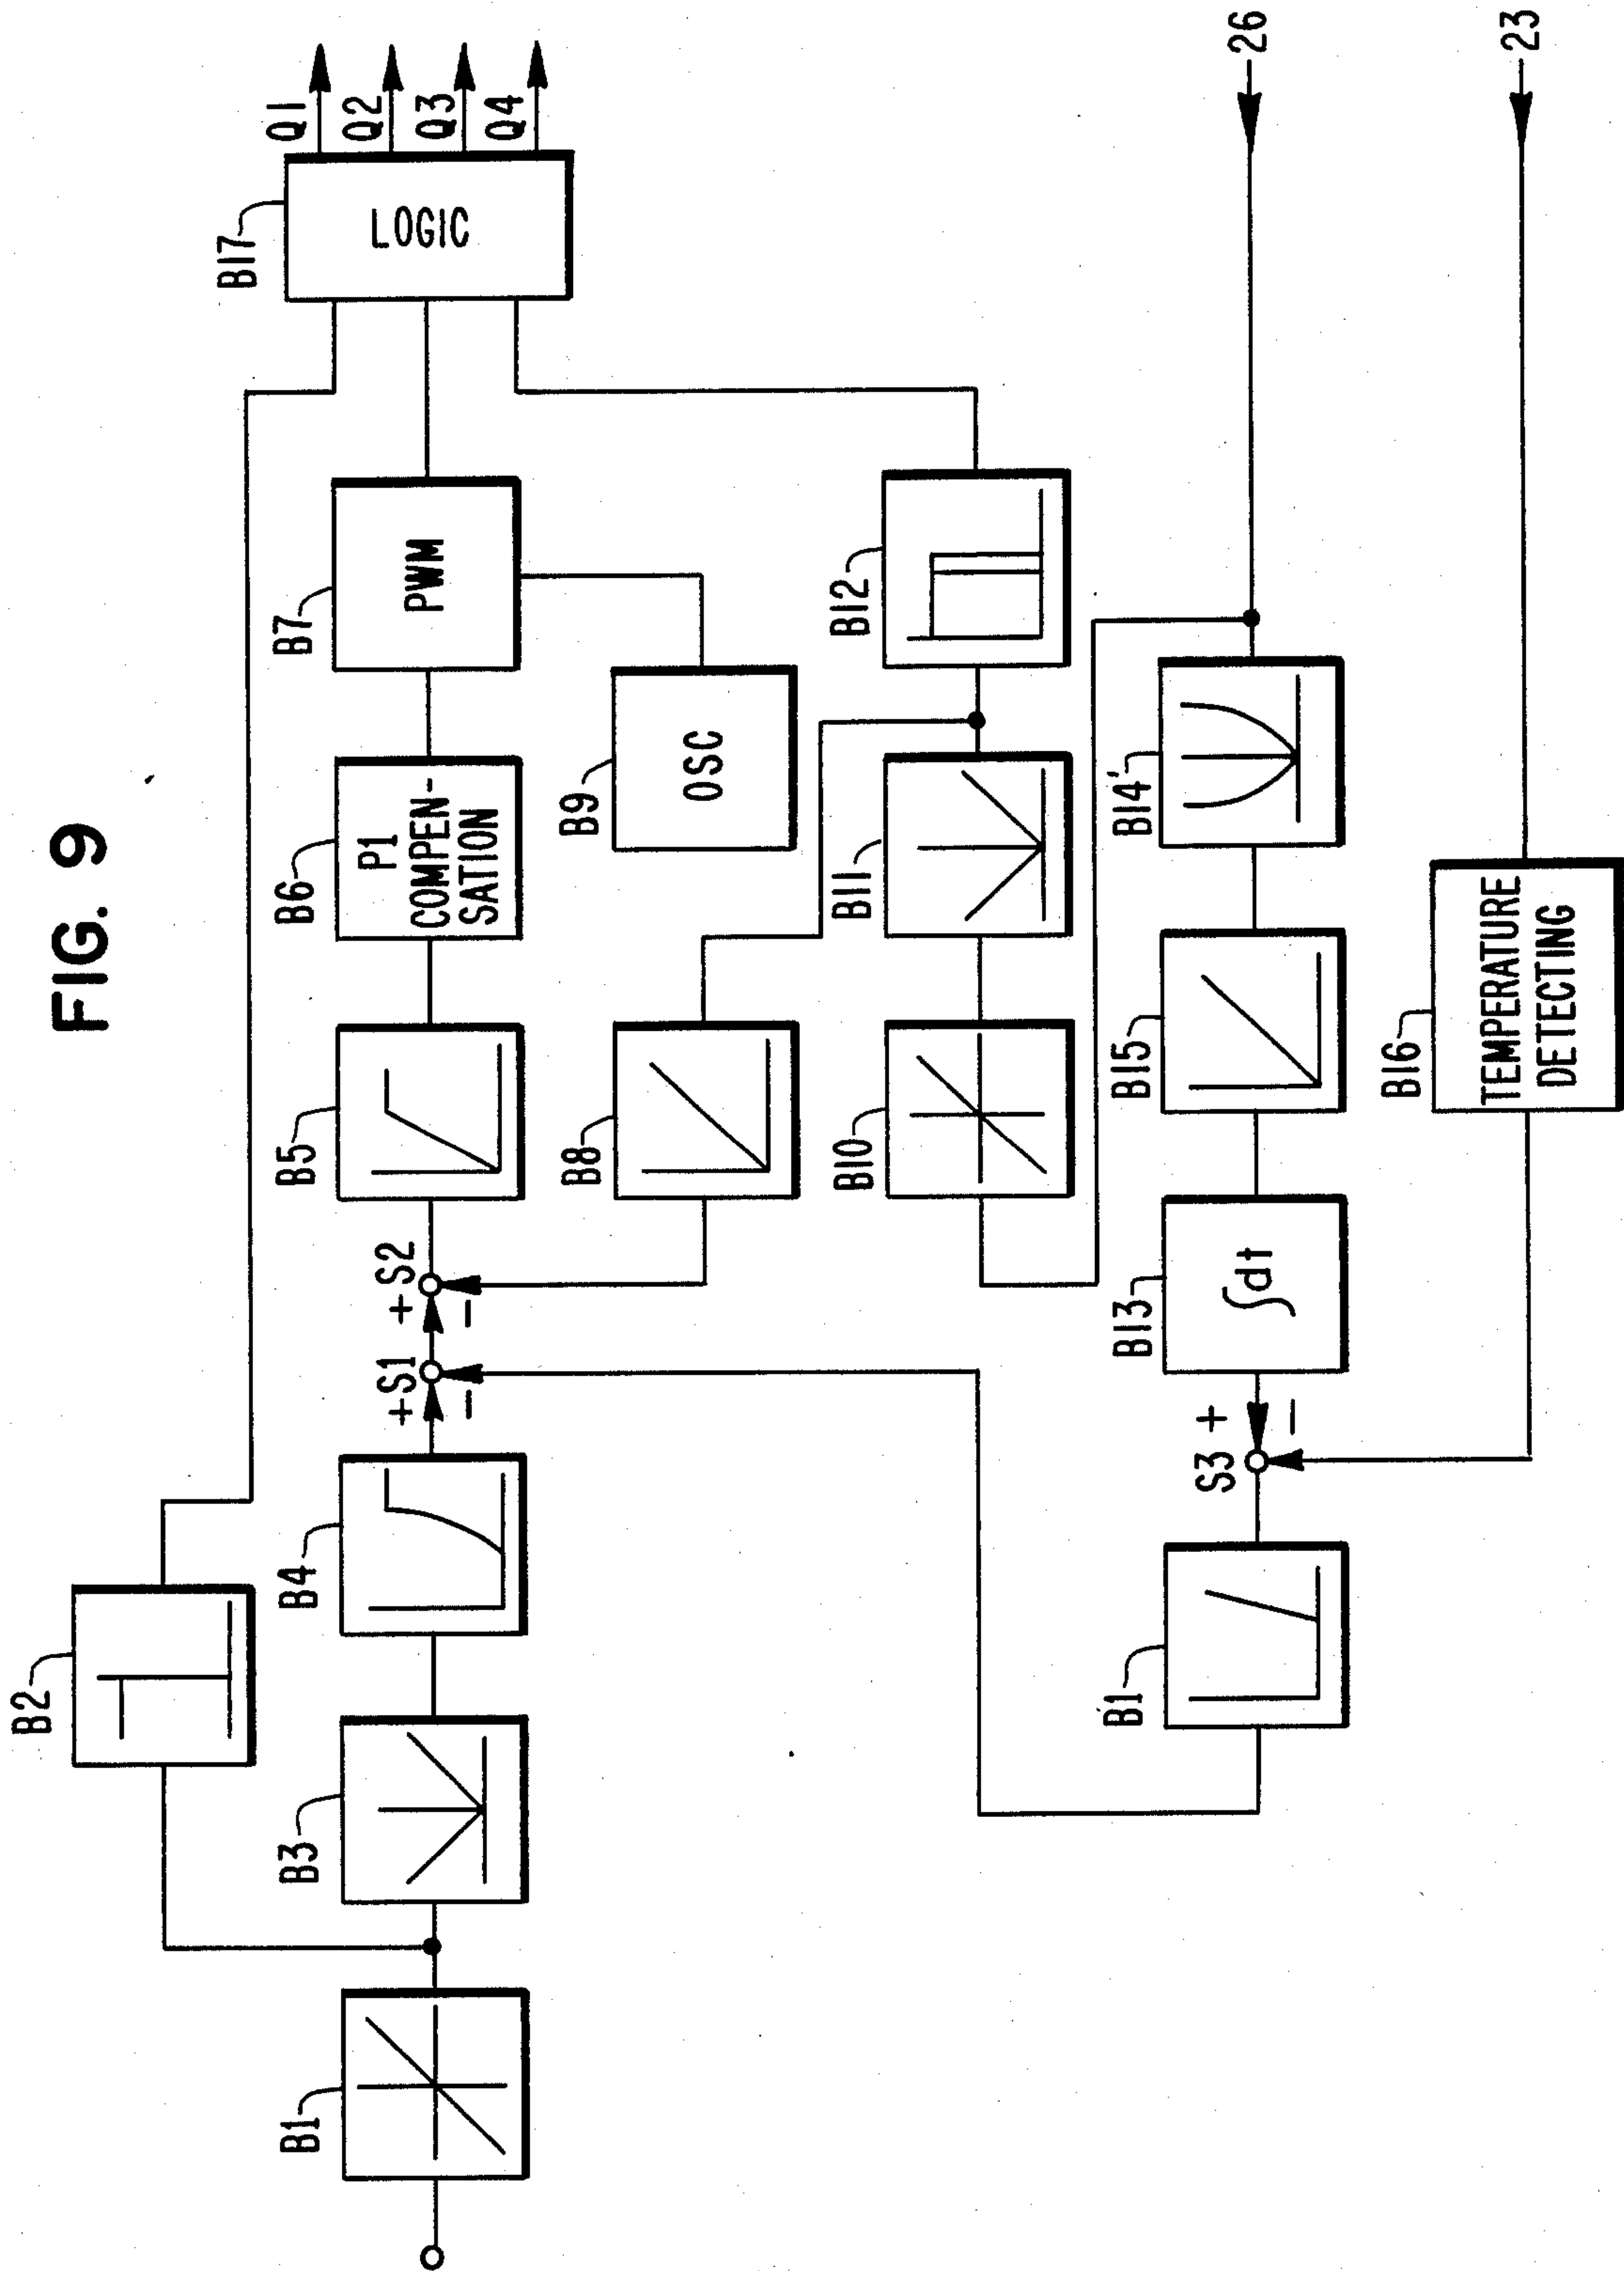 FIG. 9
B2
B1
B3
B4
+S1
−
+S2
−
B5
B6
P1
COMPEN-
SATION
B7
PWM
B17
LOGIC
Q1
Q2
Q3
Q4
B8
B9
OSC
B10
B11
B12
B1
S3
+
−
B13
∫dt
B15
B14'
26
B16
TEMPERATURE
DETECTING
23